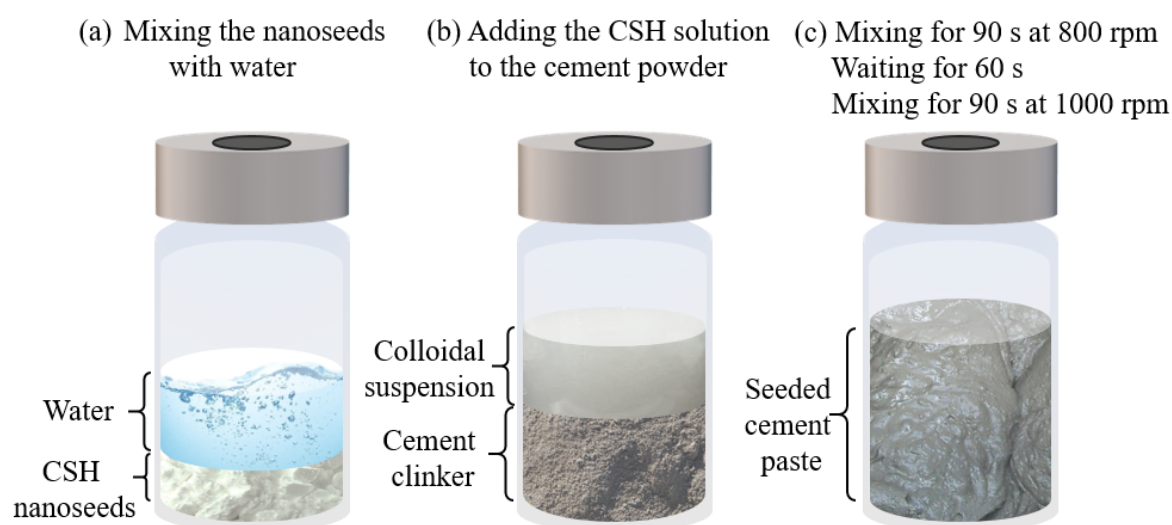 (a) Mixing the nanoseeds
with water
(b) Adding the CSH solution
to the cement powder
(c) Mixing for 90 s at 800 rpm
Waiting for 60 s
Mixing for 90 s at 1000 rpm
Water
CSH
nanoseeds
Colloidal
suspension
Cement
clinker
Seeded
cement
paste